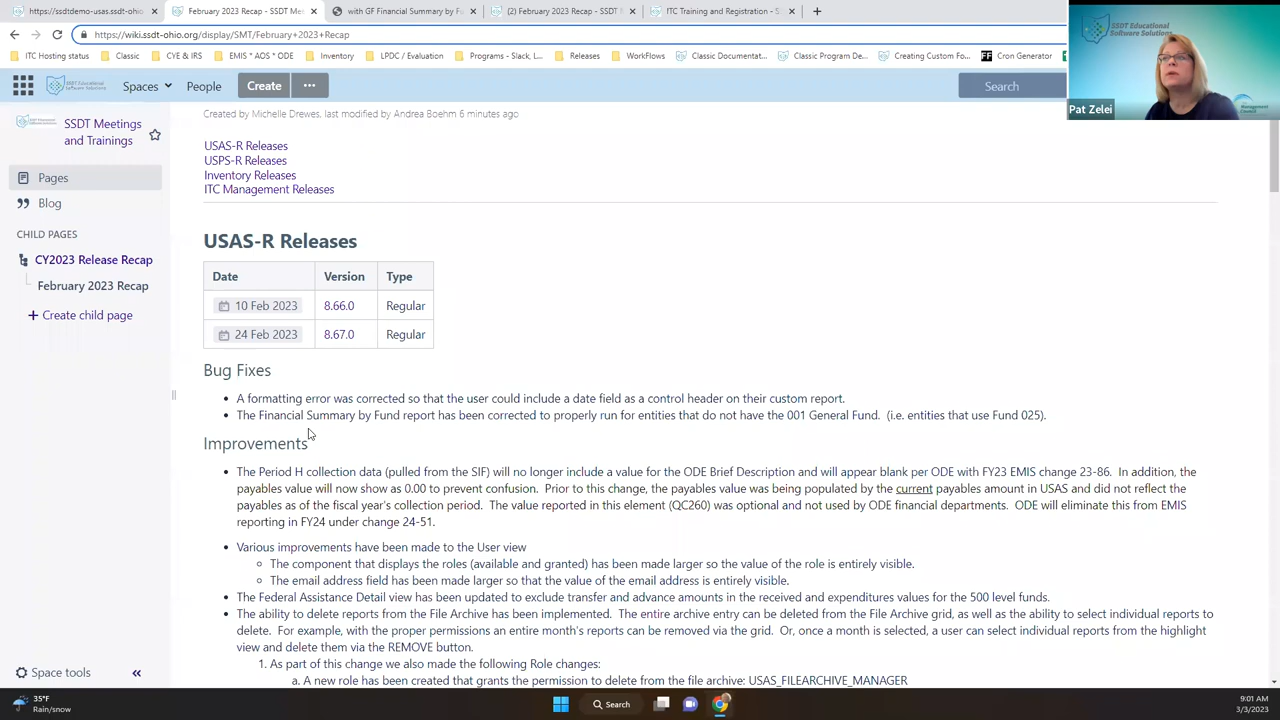 https://ssdtdemo-usas.ssdt-ohio
February 2023 Recap - SSDT Mee
with GF Financial Summary by Fu
(2) February 2023 Recap - SSDT W
ITC Training and Registration - S
https://wiki.ssdt-ohio.org/display/SMT/February+2023+Recap
ITC Hosting status
Classic
CYE & IRS
EMIS * AOS * ODE
Inventory
LPDC / Evaluation
Programs - Slack, L...
Releases
WorkFlows
Classic Documentat...
Classic Program De...
Creating Custom Fo...
Cron Generator
SSDT Educational
Software Solutions
Pat Zelei
Spaces
People
Create
Search
SSDT Meetings
and Trainings
Pages
Blog
CHILD PAGES
CY2023 Release Recap
February 2023 Recap
+ Create child page
Space tools
Created by Michelle Drewes, last modified by Andrea Boehm 6 minutes ago
USAS-R Releases
USPS-R Releases
Inventory Releases
ITC Management Releases
USAS-R Releases
Date Version Type
10 Feb 2023 8.66.0 Regular
24 Feb 2023 8.67.0 Regular
Bug Fixes
• A formatting error was corrected so that the user could include a date field as a control header on their custom report.
• The Financial Summary by Fund report has been corrected to properly run for entities that do not have the 001 General Fund. (i.e. entities that use Fund 025).
Improvements
• The Period H collection data (pulled from the SIF) will no longer include a value for the ODE Brief Description and will appear blank per ODE with FY23 EMIS change 23-86. In addition, the
payables value will now show as 0.00 to prevent confusion. Prior to this change, the payables value was being populated by the current payables amount in USAS and did not reflect the
payables as of the fiscal year's collection period. The value reported in this element (QC260) was optional and not used by ODE financial departments. ODE will eliminate this from EMIS
reporting in FY24 under change 24-51.
• Various improvements have been made to the User view
○ The component that displays the roles (available and granted) has been made larger so the value of the role is entirely visible.
○ The email address field has been made larger so that the value of the email address is entirely visible.
• The Federal Assistance Detail view has been updated to exclude transfer and advance amounts in the received and expenditures values for the 500 level funds.
• The ability to delete reports from the File Archive has been implemented. The entire archive entry can be deleted from the File Archive grid, as well as the ability to select individual reports to
delete. For example, with the proper permissions an entire month's reports can be removed via the grid. Or, once a month is selected, a user can select individual reports from the highlight
view and delete them via the REMOVE button.
1. As part of this change we also made the following Role changes:
a. A new role has been created that grants the permission to delete from the file archive: USAS_FILEARCHIVE_MANAGER
35°F
Rain/snow
Search
9:01 AM
3/3/2023